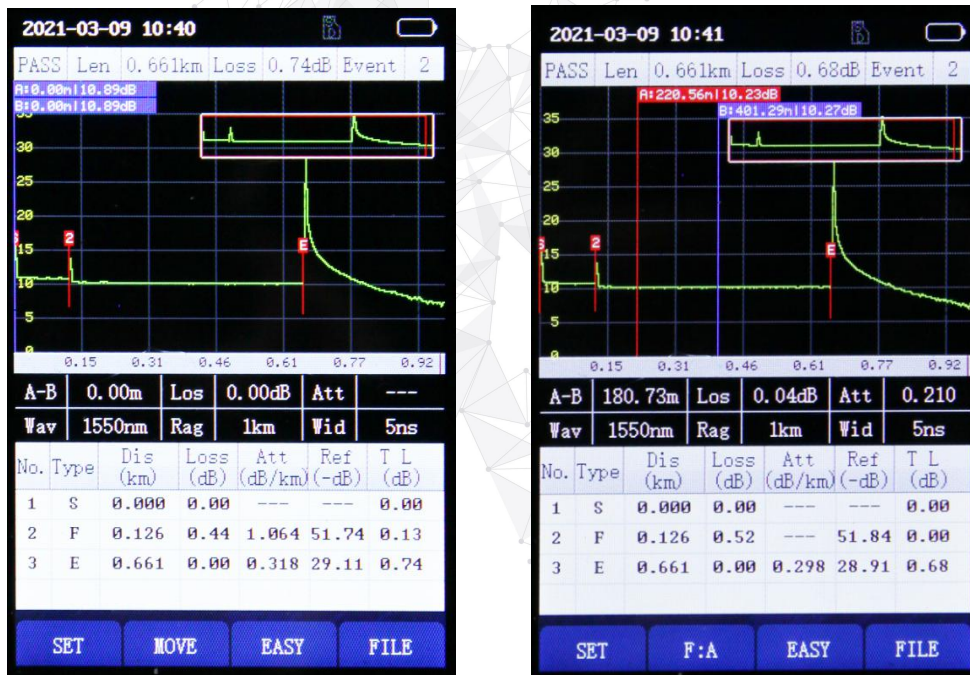 2021-03-09 10:40
PASS Len 0.661km Loss 0.74dB Event 2
A:0.00m|10.89dB
B:0.00m|10.89dB
35
30
25
20
15
10
5
0
2
E
0.15 0.31 0.46 0.61 0.77 0.92
A-B 0.00m Los 0.00dB Att ---
Wav 1550nm Rag 1km Wid 5ns
No. Type Dis (km) Loss (dB) Att (dB/km) Ref (-dB) T L (dB)
1 S 0.000 0.00 --- --- 0.00
2 F 0.126 0.44 1.064 51.74 0.13
3 E 0.661 0.00 0.318 29.11 0.74
SET MOVE EASY FILE
2021-03-09 10:41
PASS Len 0.661km Loss 0.68dB Event 2
A:220.56m|10.23dB
B:401.29m|10.27dB
35
30
25
20
15
10
5
0
S
2
E
0.15 0.31 0.46 0.61 0.77 0.92
A-B 180.73m Los 0.04dB Att 0.210
Wav 1550nm Rag 1km Wid 5ns
No. Type Dis (km) Loss (dB) Att (dB/km) Ref (-dB) T L (dB)
1 S 0.000 0.00 --- --- 0.00
2 F 0.126 0.52 --- 51.84 0.00
3 E 0.661 0.00 0.298 28.91 0.68
SET F:A EASY FILE